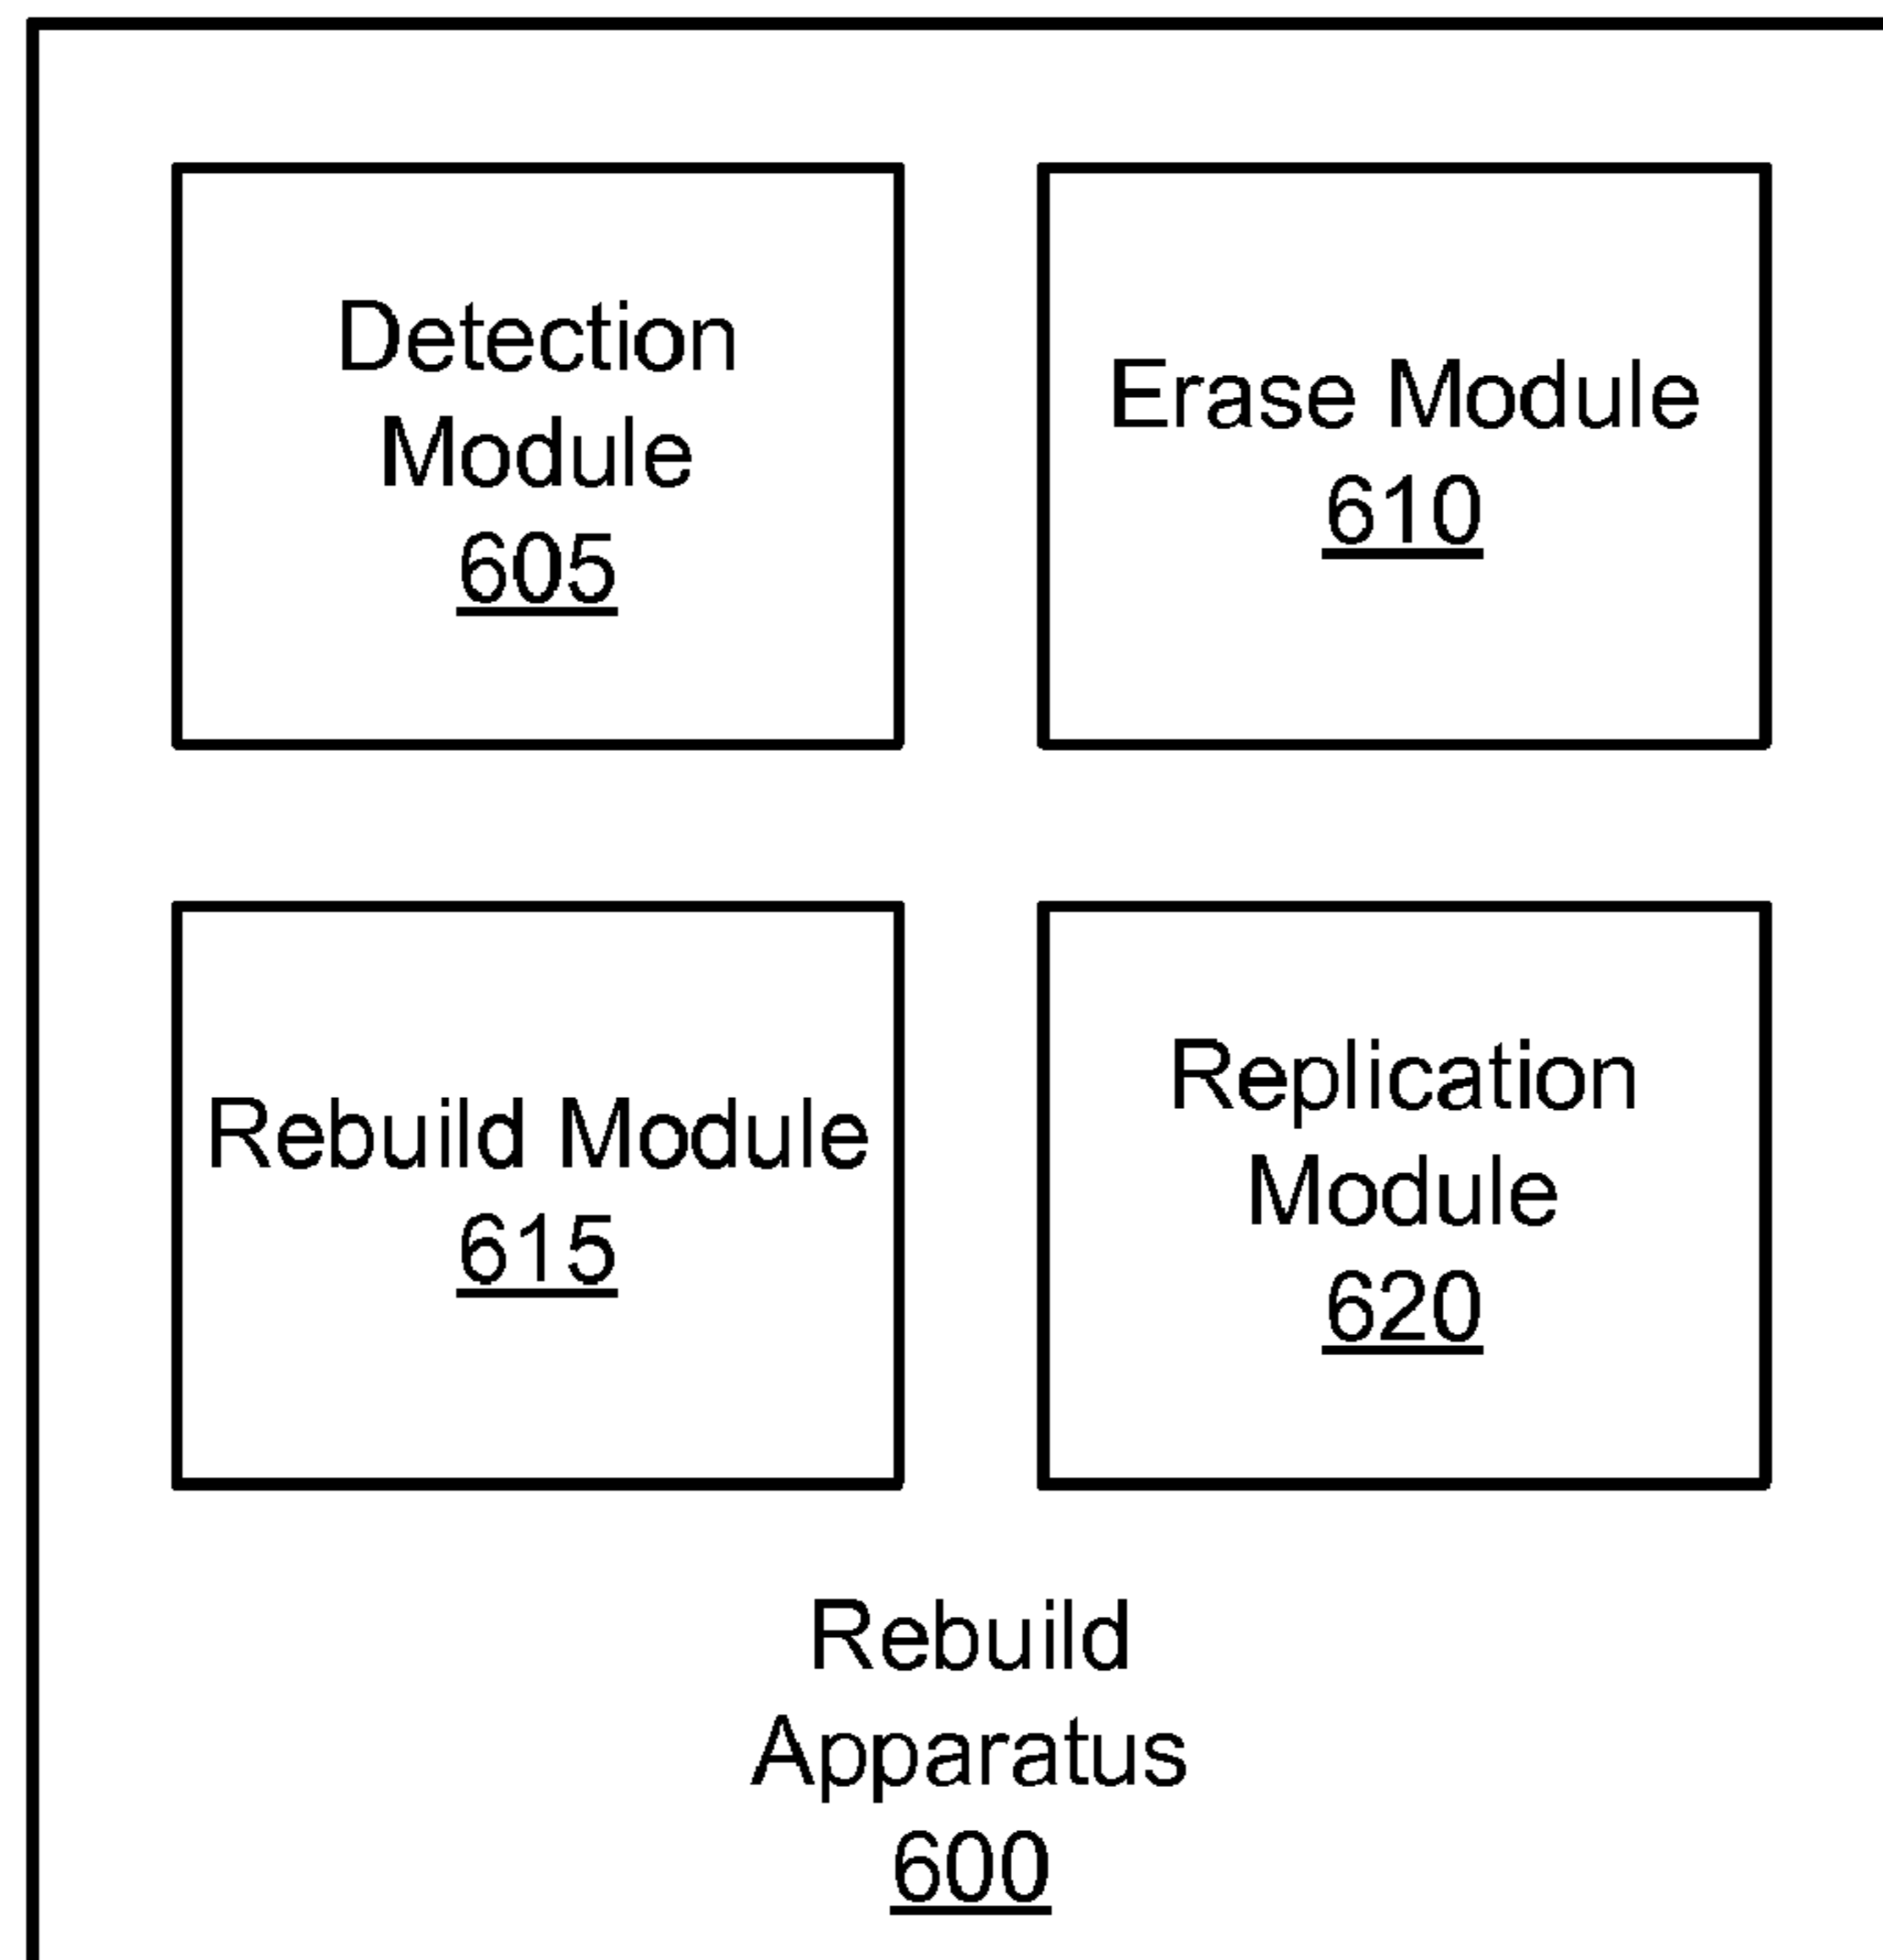 Detection
Module
605
Erase Module
610
Rebuild Module
615
Replication
Module
620
Rebuild
Apparatus
600